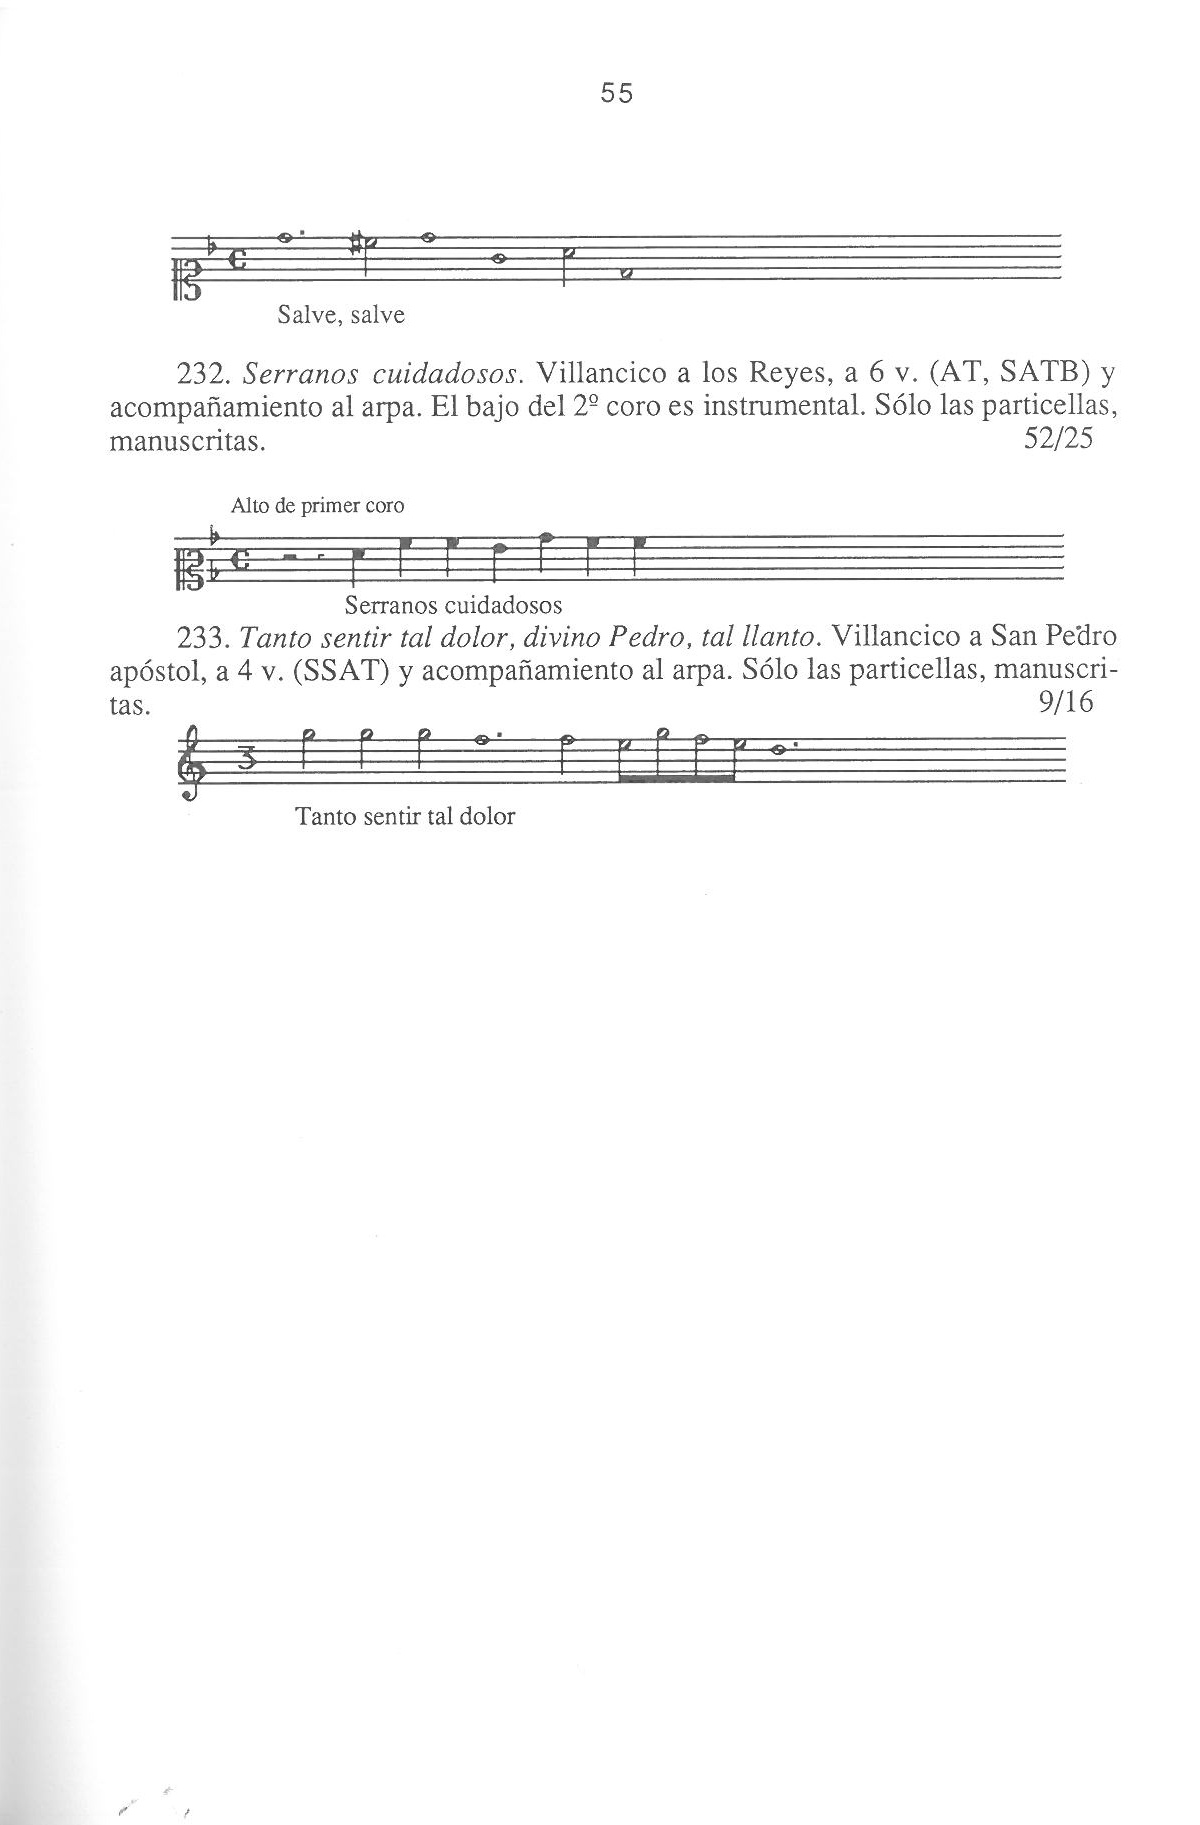 55
Salve, salve
232. Serranos cuidadosos. Villancico a los Reyes, a 6 v. (AT, SATB) y
acompañamiento al arpa. El bajo del 2º coro es instrumental. Sólo las particellas,
manuscritas. 52/25
Alto de primer coro
Serranos cuidadosos
233. Tanto sentir tal dolor, divino Pedro, tal llanto. Villancico a San Pedro
apóstol, a 4 v. (SSAT) y acompañamiento al arpa. Sólo las particellas, manuscri-
tas. 9/16
3
Tanto sentir tal dolor